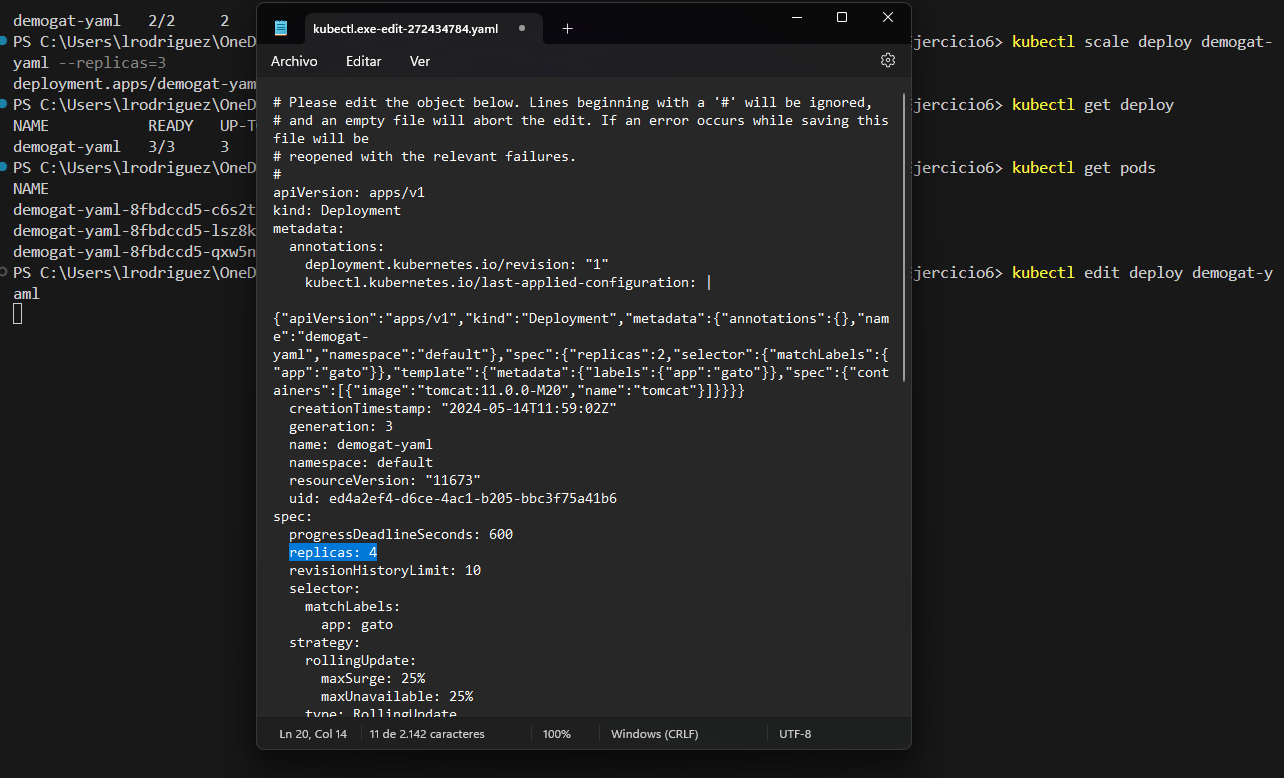 demogat-yaml   2/2     2
PS C:\Users\lrodriguez\OneD
jercicio6> kubectl scale deploy demogat-
yaml --replicas=3
deployment.apps/demogat-yam
PS C:\Users\lrodriguez\OneD
jercicio6> kubectl get deploy
NAME           READY   UP-T
demogat-yaml   3/3     3
PS C:\Users\lrodriguez\OneD
jercicio6> kubectl get pods
NAME
demogat-yaml-8fbdccd5-c6s2t
demogat-yaml-8fbdccd5-lsz8k
demogat-yaml-8fbdccd5-qxw5n
PS C:\Users\lrodriguez\OneD
jercicio6> kubectl edit deploy demogat-y
aml
kubectl.exe-edit-272434784.yaml
Archivo   Editar   Ver
# Please edit the object below. Lines beginning with a '#' will be ignored,
# and an empty file will abort the edit. If an error occurs while saving this
file will be
# reopened with the relevant failures.
#
apiVersion: apps/v1
kind: Deployment
metadata:
  annotations:
    deployment.kubernetes.io/revision: "1"
    kubectl.kubernetes.io/last-applied-configuration: |
{"apiVersion":"apps/v1","kind":"Deployment","metadata":{"annotations":{},"nam
e":"demogat-
yaml","namespace":"default"},"spec":{"replicas":2,"selector":{"matchLabels":{
"app":"gato"}},"template":{"metadata":{"labels":{"app":"gato"}},"spec":{"cont
ainers":[{"image":"tomcat:11.0.0-M20","name":"tomcat"}]}}}}
  creationTimestamp: "2024-05-14T11:59:02Z"
  generation: 3
  name: demogat-yaml
  namespace: default
  resourceVersion: "11673"
  uid: ed4a2ef4-d6ce-4ac1-b205-bbc3f75a41b6
spec:
  progressDeadlineSeconds: 600
  replicas: 4
  revisionHistoryLimit: 10
  selector:
    matchLabels:
      app: gato
  strategy:
    rollingUpdate:
      maxSurge: 25%
      maxUnavailable: 25%
    type: RollingUpdate
Ln 20, Col 14   11 de 2.142 caracteres   100%   Windows (CRLF)   UTF-8